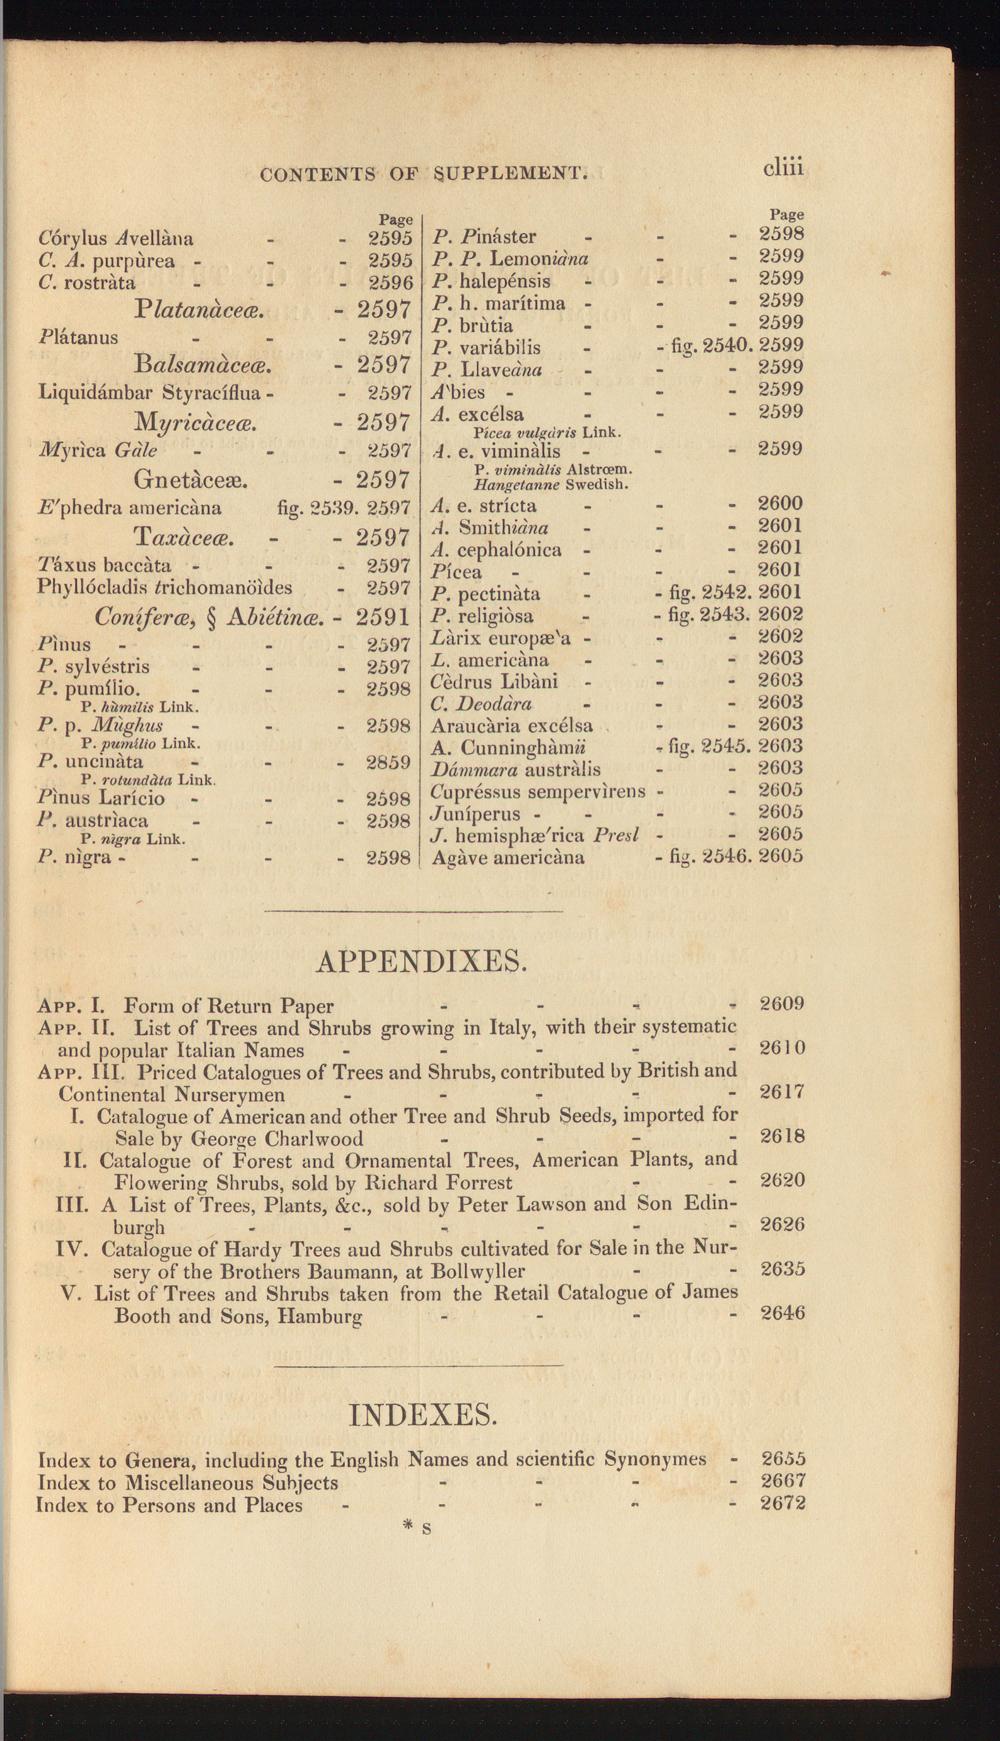 CONTENTS OF SUPPLEMENT. cliii
Page
Córylus Avellàna - - 2595
C. A. purpùrea - - - 2595
C. rostràta - - - 2596
Platanàceæ. - 2597
Plátanus - - - 2597
Balsamàceæ. - 2597
Liquidámbar Styracíflua - - 2597
Myricàceæ. - 2597
Myrìca Gàle - - - 2597
Gnetàceæ. - 2597
E'phedra americàna fig. 2539. 2597
Taxàceæ. - - 2597
Táxus baccàta - - - 2597
Phyllócladis trichomanöìdes - 2597
Coníferæ, § Abiétinæ. - 2591
Pìnus - - - - 2597
P. sylvéstris - - - 2597
P. pumílio. - - - 2598
P. hùmilis Link.
P. p. Mùghus - - - 2598
P. pumílio Link.
P. uncinàta - - - 2859
P. rotundàta Link.
Pìnus Larício - - - 2598
P. austrìaca - - - 2598
P. nìgra Link.
P. nìgra - - - - 2598
Page
P. Pináster - - - 2598
P. P. Lemoniàna - - 2599
P. halepénsis - - - 2599
P. h. marítima - - - 2599
P. brùtia - - - 2599
P. variábilis - - fig. 2540. 2599
P. Llaveàna - - - 2599
A'bies - - - - 2599
A. excélsa - - - 2599
Pícea vulgàris Link.
A. e. viminàlis - - - 2599
P. viminàlis Alstrœm.
Hangetanne Swedish.
A. e. strícta - - - 2600
A. Smithiàna - - - 2601
A. cephalónica - - - 2601
Pícea - - - - 2601
P. pectinàta - - fig. 2542. 2601
P. religiòsa - - fig. 2543. 2602
Làrix europæ'a - - - 2602
L. americàna - - - 2603
Cèdrus Libàni - - - 2603
C. Deodàra - - - 2603
Araucària excélsa - - 2603
A. Cunninghàmii - fig. 2545. 2603
Dámmara austràlis - - 2603
Cupréssus sempervìrens - - 2605
Juníperus - - - - 2605
J. hemisphæ'rica Presl - - 2605
Agàve americàna - fig. 2546. 2605
APPENDIXES.
App. I. Form of Return Paper - - - - 2609
App. II. List of Trees and Shrubs growing in Italy, with their systematic
and popular Italian Names - - - - - 2610
App. III. Priced Catalogues of Trees and Shrubs, contributed by British and
Continental Nurserymen - - - - - 2617
I. Catalogue of American and other Tree and Shrub Seeds, imported for
Sale by George Charlwood - - - - 2618
II. Catalogue of Forest and Ornamental Trees, American Plants, and
Flowering Shrubs, sold by Richard Forrest - - 2620
III. A List of Trees, Plants, &c., sold by Peter Lawson and Son Edin-
burgh - - - - - - 2626
IV. Catalogue of Hardy Trees aud Shrubs cultivated for Sale in the Nur-
sery of the Brothers Baumann, at Bollwyller - - 2635
V. List of Trees and Shrubs taken from the Retail Catalogue of James
Booth and Sons, Hamburg - - - - 2646
INDEXES.
Index to Genera, including the English Names and scientific Synonymes - 2655
Index to Miscellaneous Subjects - - - - 2667
Index to Persons and Places - - - - - 2672
* s